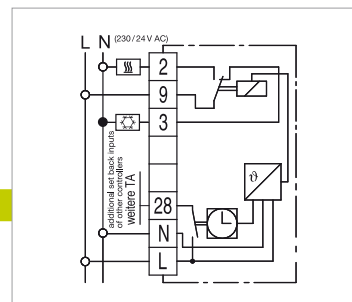 L N (230 / 24 V AC)
2
9
3
additional set back inputs
of other controllers
weitere TA
28
N
L
ϑ